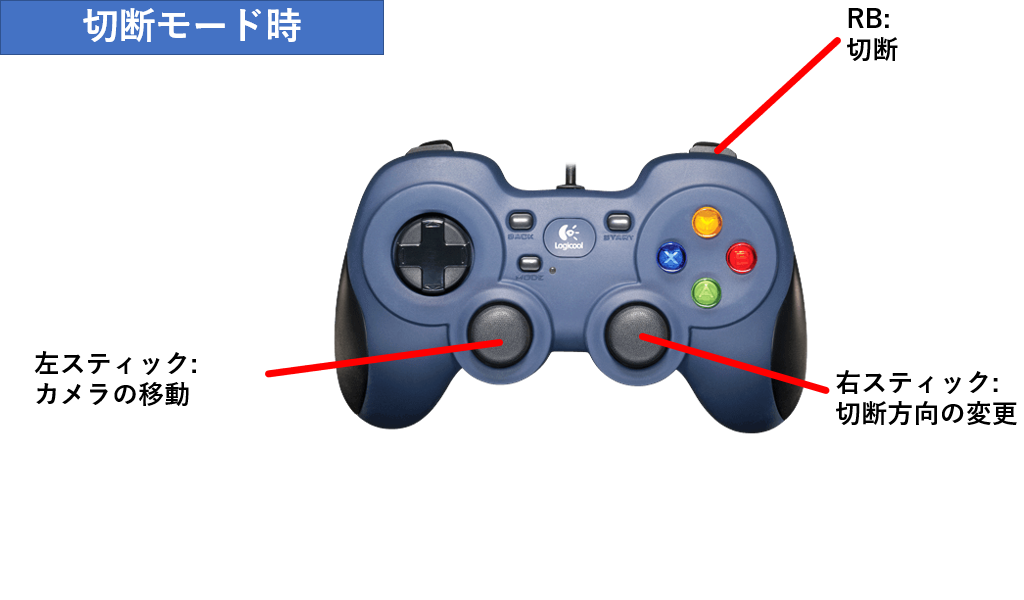 切断モード時
RB:
切断
BACK
START
Logicool
MODE
X
B
A
左スティック:
カメラの移動
右スティック:
切断方向の変更